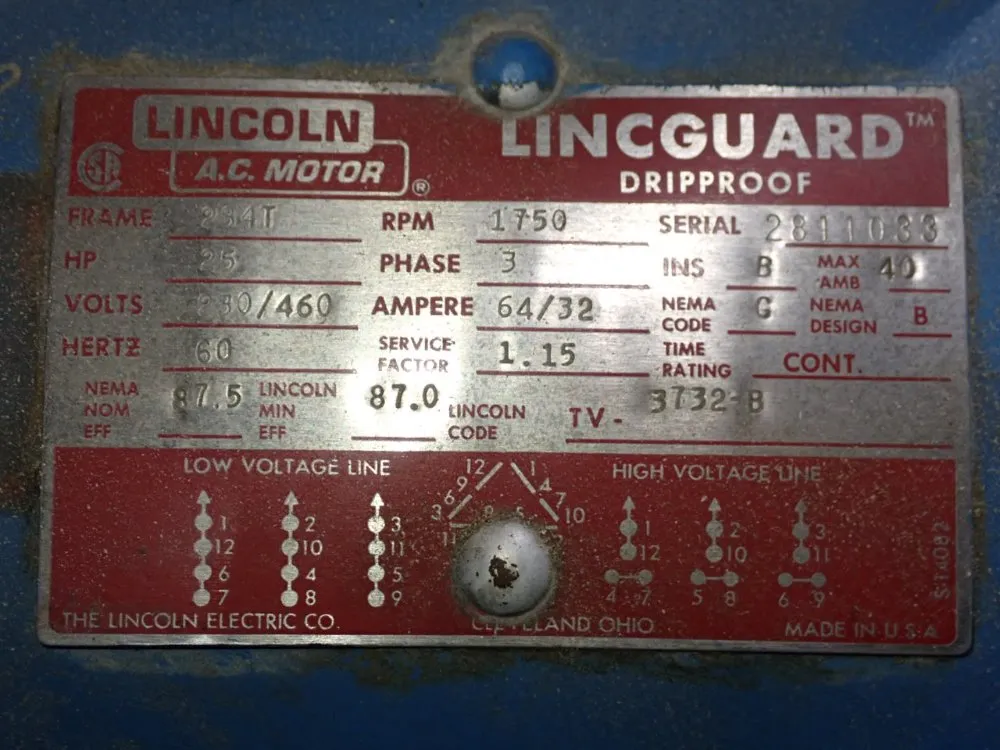 LINCOLN
A.C. MOTOR ®
SA
LINCGUARD™
DRIPPROOF
FRAME 284T RPM 1750 SERIAL 2811033
HP 25 PHASE 3 INS B MAX AMB 40
VOLTS 230/460 AMPERE 64/32 NEMA CODE G NEMA DESIGN B
HERTZ 60 SERVICE FACTOR 1.15 TIME RATING CONT.
NEMA NOM EFF 87.5 LINCOLN MIN EFF 87.0 LINCOLN CODE TV - 3732-B
LOW VOLTAGE LINE
1 2 3
12 10 11
6 4 5
7 8 9
12 1
9 4
6 7
3 8 5 10
11
HIGH VOLTAGE LINE
1 2 3
12 10 11
4 7 5 8 6 9
S14082
THE LINCOLN ELECTRIC CO. CLEVELAND OHIO MADE IN U.S.A.